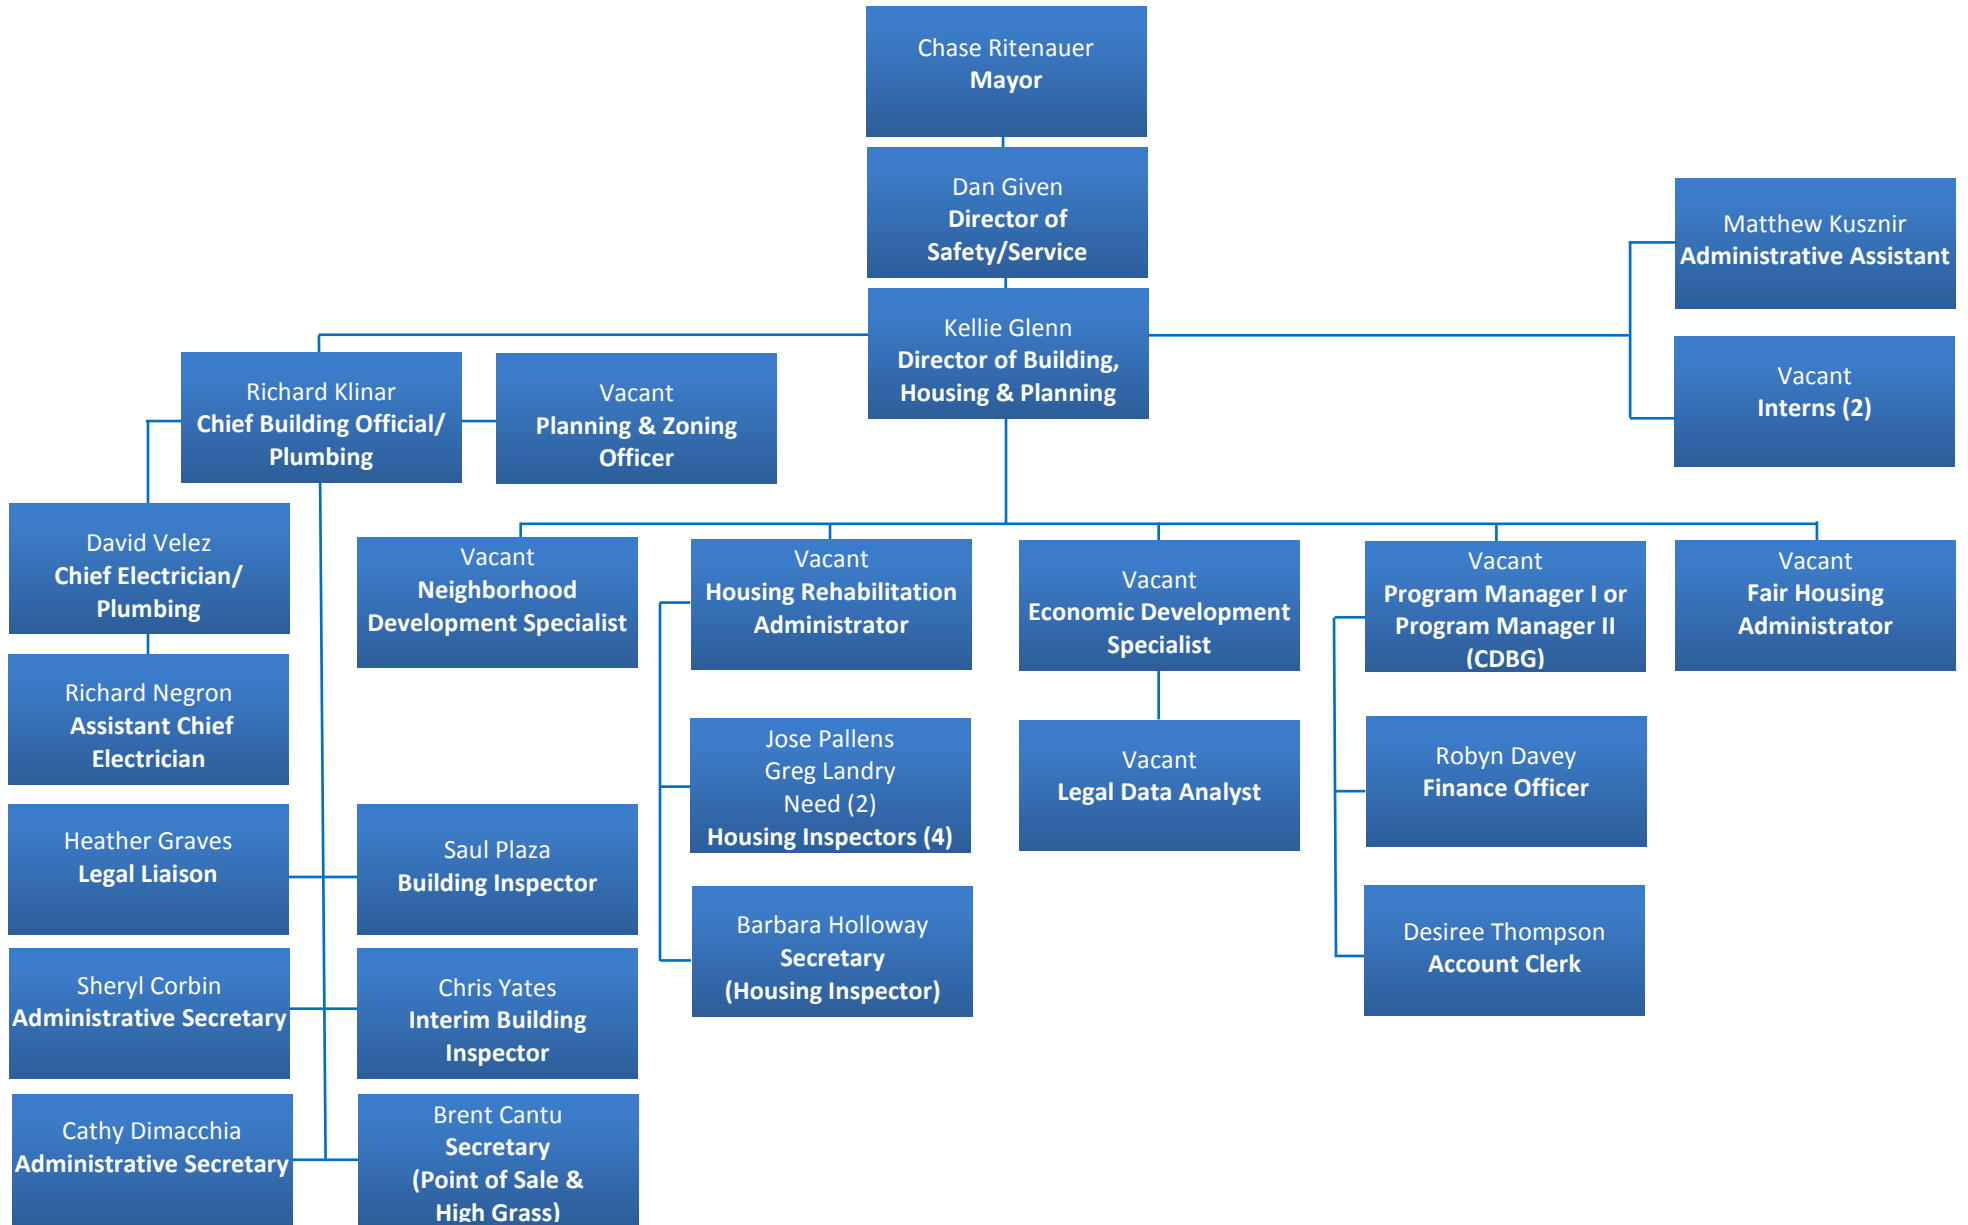 Chase Ritenauer
Mayor
Dan Given
Director of
Safety/Service
Matthew Kusznir
Administrative Assistant
Kellie Glenn
Director of Building,
Housing & Planning
Vacant
Interns (2)
Richard Klinar
Chief Building Official/
Plumbing
Vacant
Planning & Zoning
Officer
David Velez
Chief Electrician/
Plumbing
Richard Negron
Assistant Chief
Electrician
Vacant
Neighborhood
Development Specialist
Vacant
Housing Rehabilitation
Administrator
Vacant
Economic Development
Specialist
Vacant
Program Manager I or
Program Manager II
(CDBG)
Vacant
Fair Housing
Administrator
Jose Pallens
Greg Landry
Need (2)
Housing Inspectors (4)
Vacant
Legal Data Analyst
Robyn Davey
Finance Officer
Heather Graves
Legal Liaison
Saul Plaza
Building Inspector
Barbara Holloway
Secretary
(Housing Inspector)
Desiree Thompson
Account Clerk
Sheryl Corbin
Administrative Secretary
Chris Yates
Interim Building
Inspector
Cathy Dimacchia
Administrative Secretary
Brent Cantu
Secretary
(Point of Sale &
High Grass)